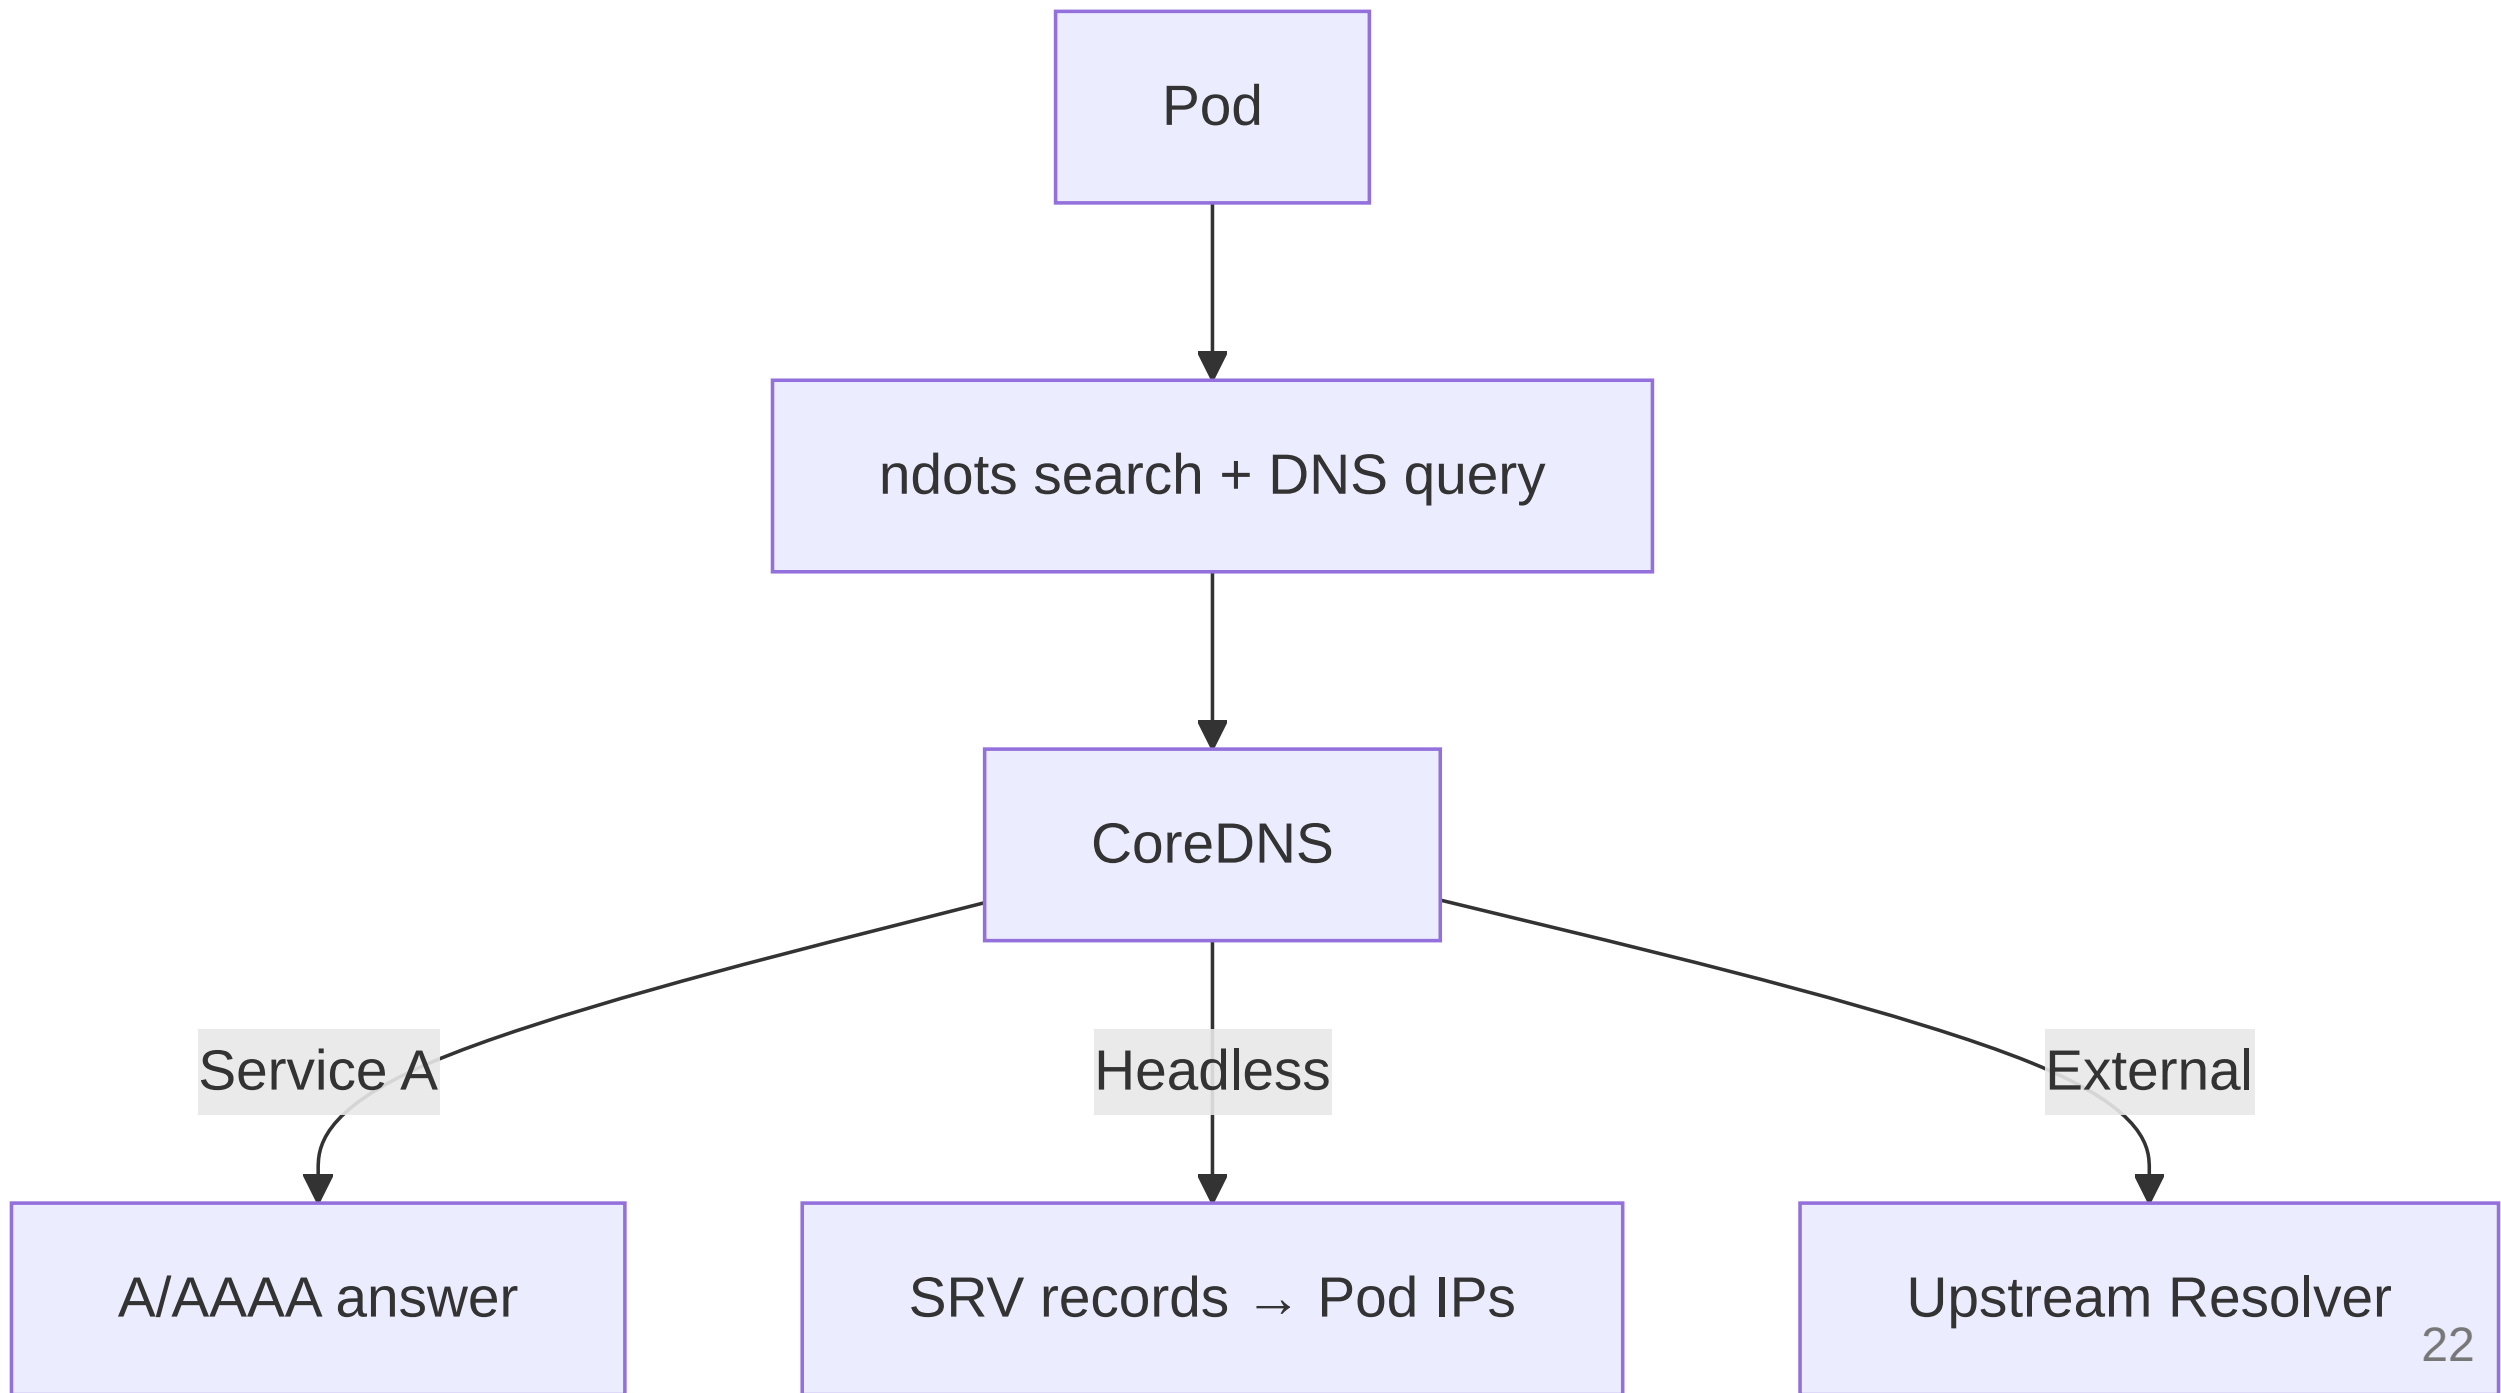 Pod
ndots search + DNS query
CoreDNS
Service A
Headless
External
A/AAAA answer
SRV records → Pod IPs
Upstream Resolver
22